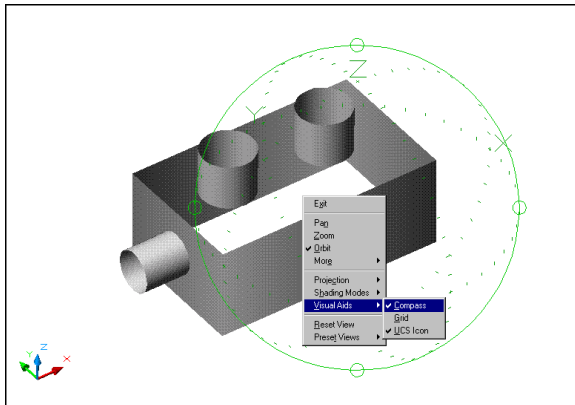 Z
Y
X
Exit
Pan
Zoom
Orbit
More
Projection
Shading Modes
Visual Aids
Reset View
Preset Views
Compass
Grid
UCS Icon
Z
Y
X